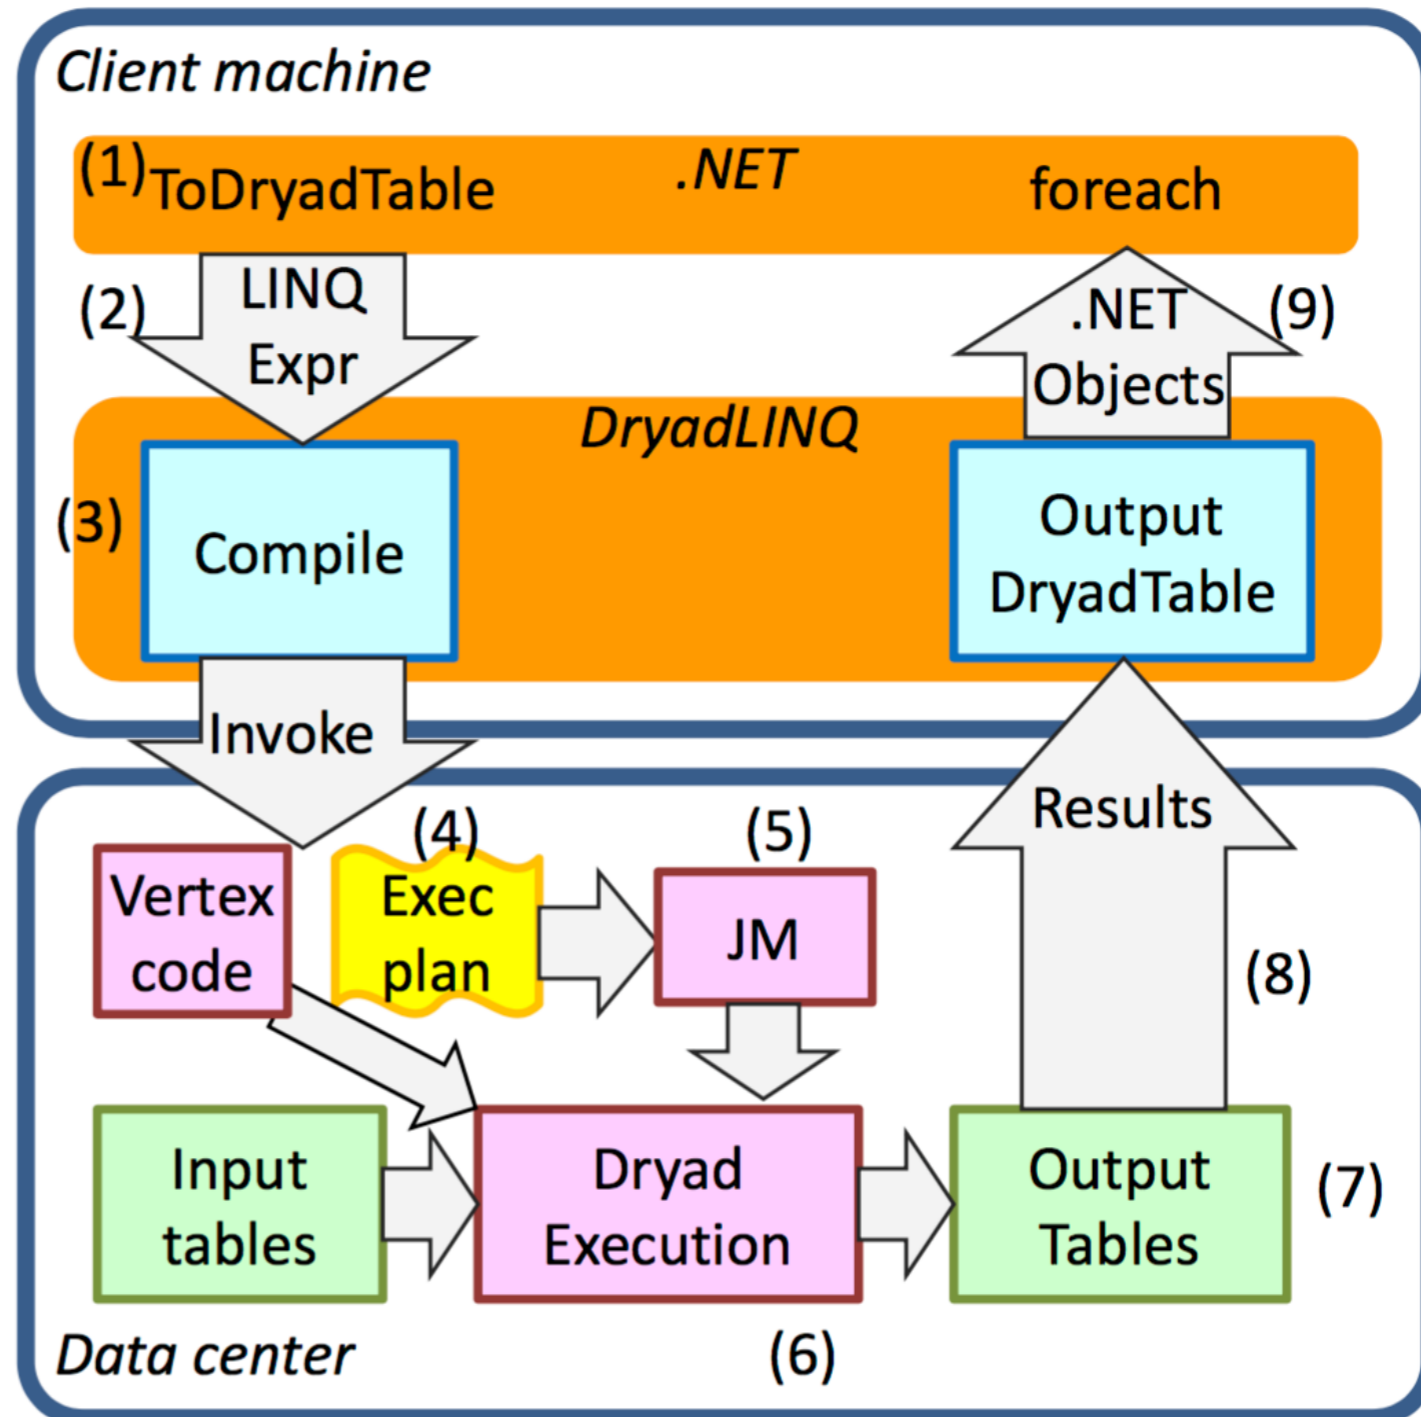 Client machine
(1)
ToDryadTable
.NET
foreach
(2)
LINQ
Expr
.NET
Objects
(9)
DryadLINQ
(3)
Compile
Output
DryadTable
Invoke
Results
(4)
(5)
Vertex
code
Exec
plan
JM
(8)
Input
tables
Dryad
Execution
Output
Tables
(7)
(6)
Data center